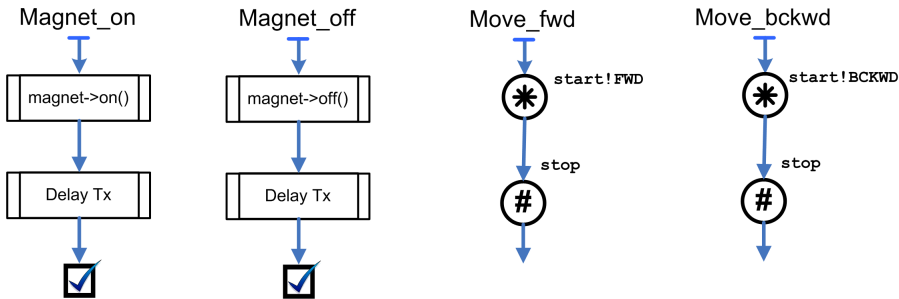 Magnet_on
magnet->on()
Delay Tx
Magnet_off
magnet->off()
Delay Tx
Move_fwd
start!FWD
stop
#
Move_bckwd
start!BCKWD
stop
#